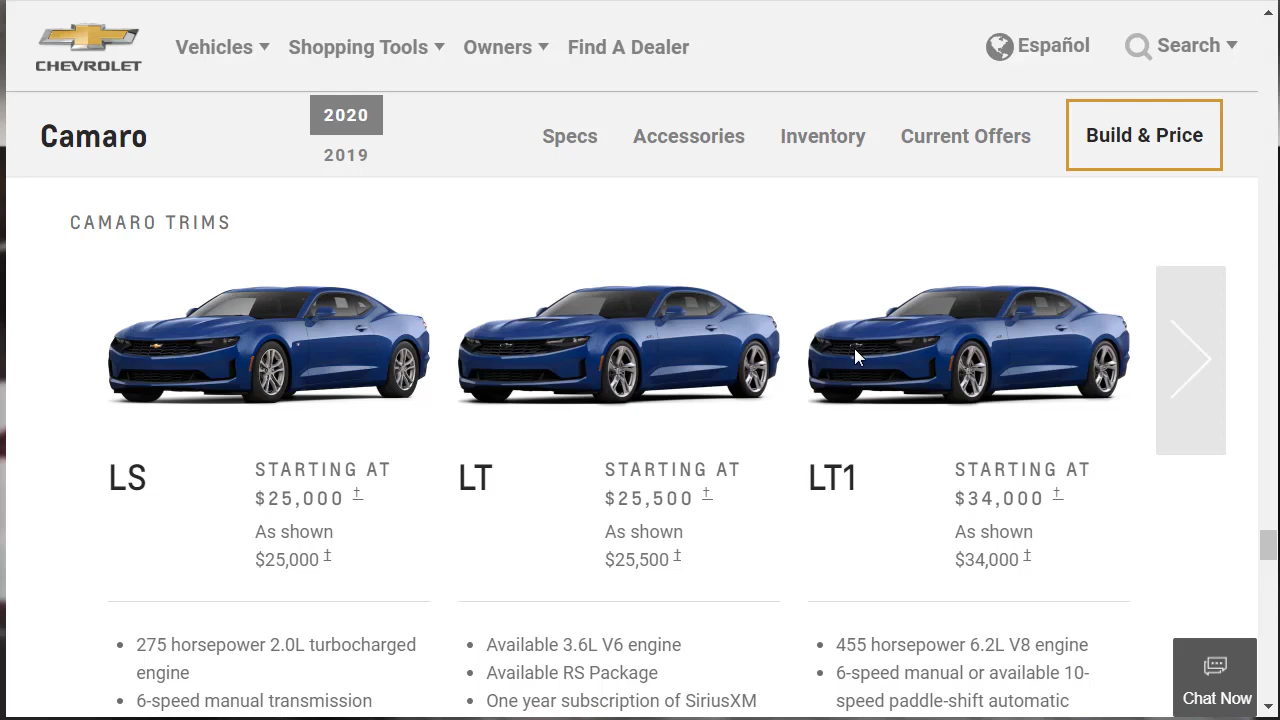 CHEVROLET
Vehicles Shopping Tools Owners Find A Dealer Español Search
Camaro
2020
2019
Specs Accessories Inventory Current Offers Build & Price
CAMARO TRIMS
LS
STARTING AT
$25,000 †
As shown
$25,000 †
275 horsepower 2.0L turbocharged
engine
6-speed manual transmission
LT
STARTING AT
$25,500 †
As shown
$25,500 †
Available 3.6L V6 engine
Available RS Package
One year subscription of SiriusXM
LT1
STARTING AT
$34,000 †
As shown
$34,000 †
455 horsepower 6.2L V8 engine
6-speed manual or available 10-
speed paddle-shift automatic
Chat Now